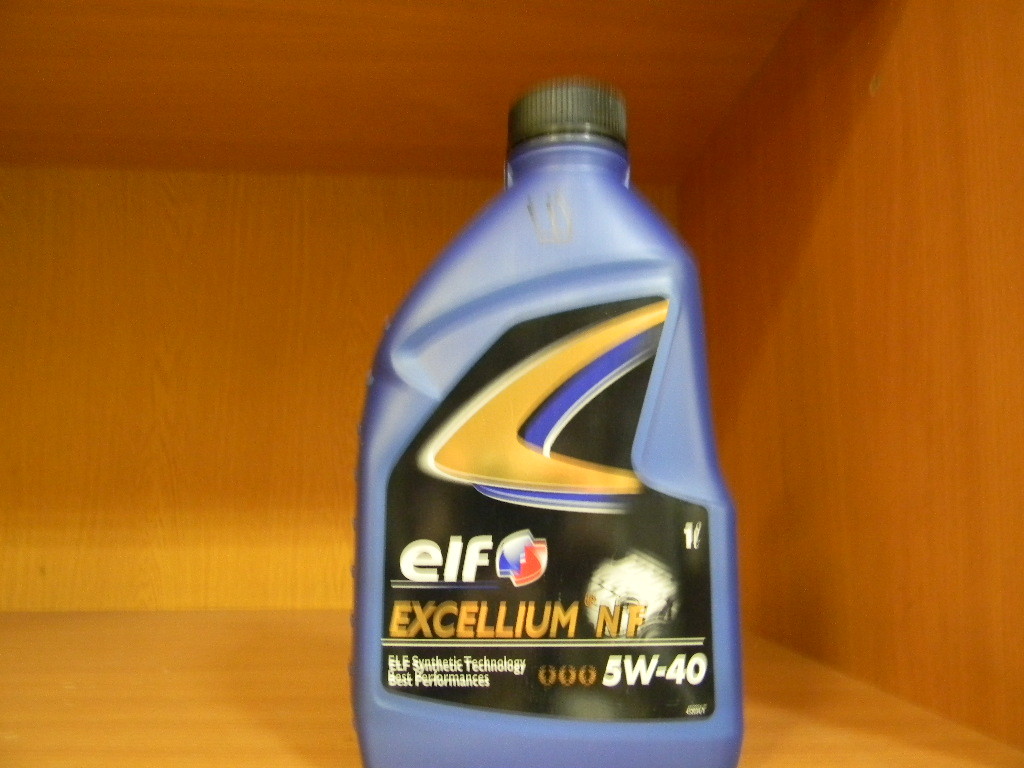 1ℓ
elf
EXCELLIUM NF
ELF Synthetic Technology
Best Performances
5W-40